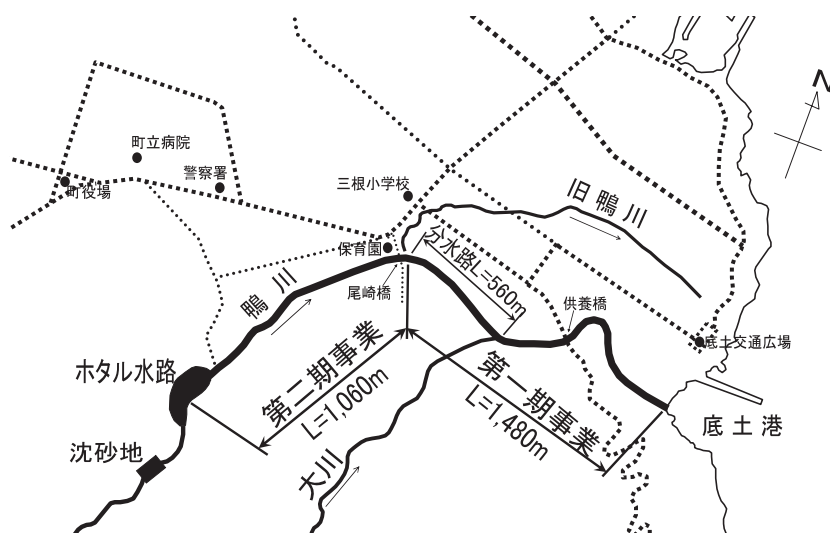 N
町立病院
警察署
町役場
三根小学校
旧鴨川
保育園
分水路L=560m
尾崎橋
鴨川
供養橋
底土交通広場
ホタル水路
第二期事業
L=1,060m
第一期事業
L=1,480m
底土港
沈砂地
大川